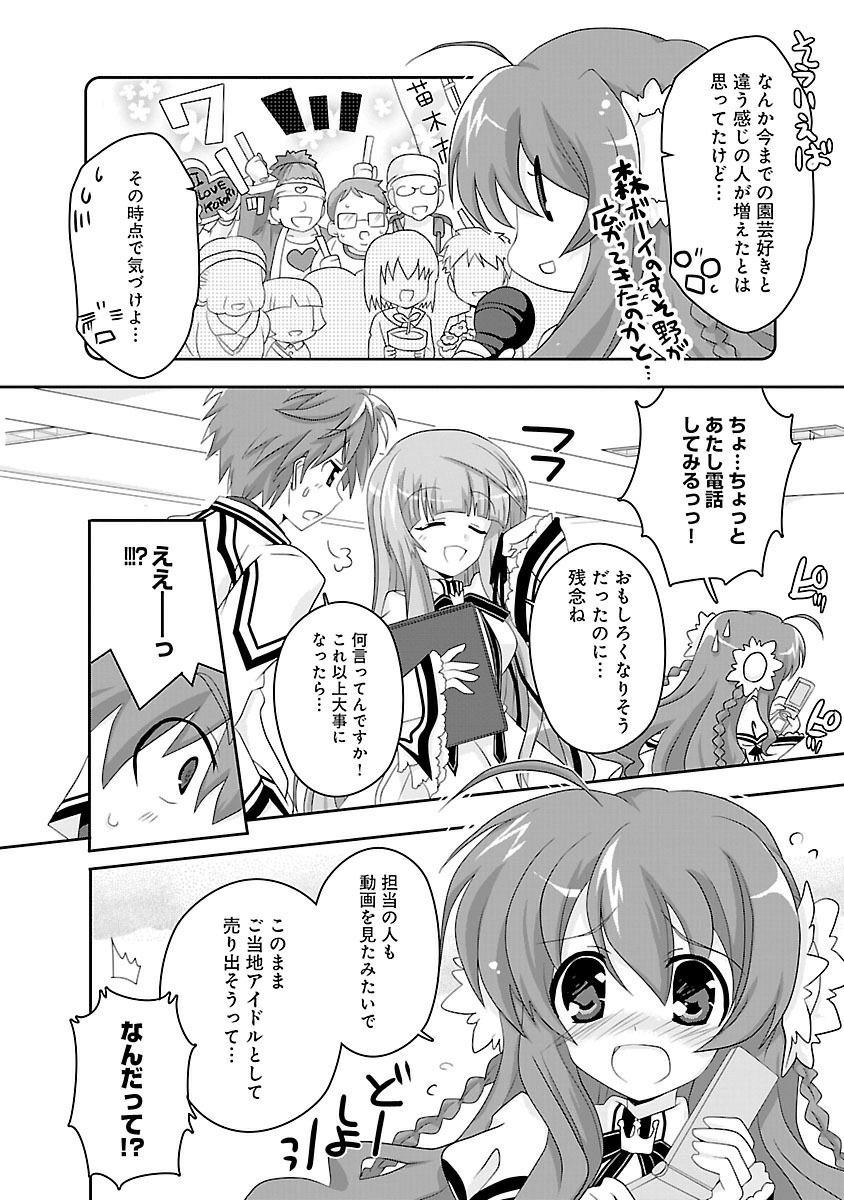 そういえば
なんか今までの園芸好きと
違う感じの人が増えたとは
思ってたけど…
森ボーイのすそ野が
広がってきたのかと…
苗木市
ワー
I
LOVE
Kotori
その時点で気づけよ…
ちょ…ちょっと
あたし電話
してみるっっ！
ピッ
ピッ
フフ
おもしろくなりそう
だったのに…
残念ね
何言ってんですか！
これ以上大事に
なったら…
ええ――っ
!!!?
担当の人も
動画を見たみたいで
このまま
ご当地アイドルとして
売り出そうって…
ど
しよー
なんだって!?